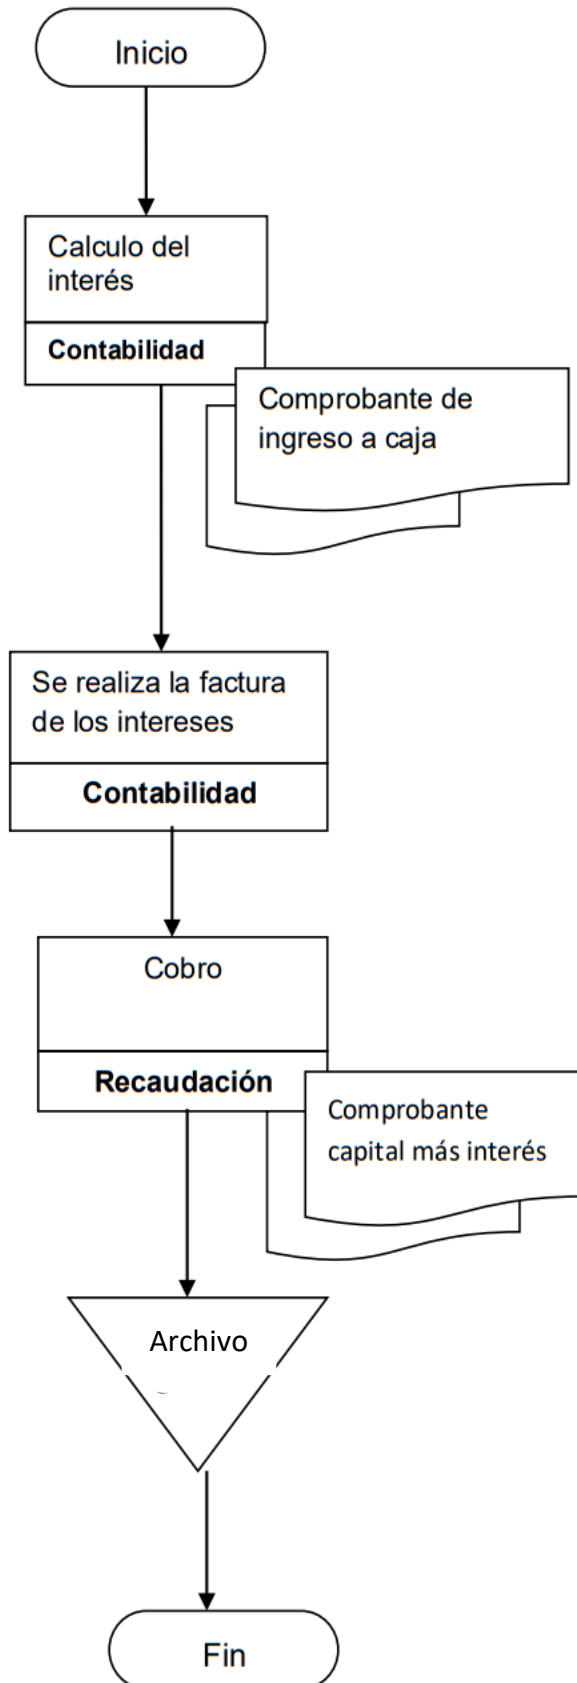 Inicio
Calculo del
interés
Contabilidad
Comprobante de
ingreso a caja
Se realiza la factura
de los intereses
Contabilidad
Cobro
Recaudación
Comprobante
capital más interés
Archivo
Fin